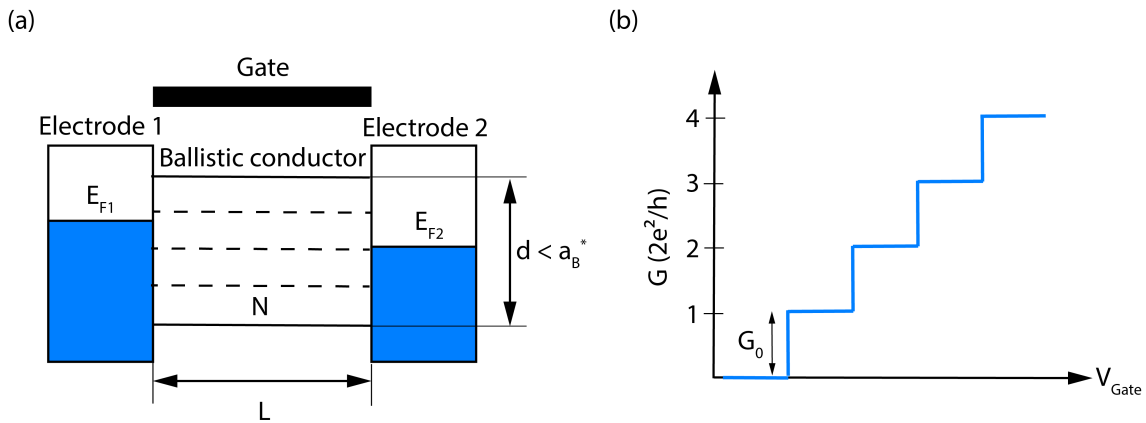 (a)
Gate
Electrode 1
Electrode 2
Ballistic conductor
E_F1
E_F2
d < a_B^*
N
L
(b)
G (2e²/h)
4
3
2
1
G_0
V_Gate